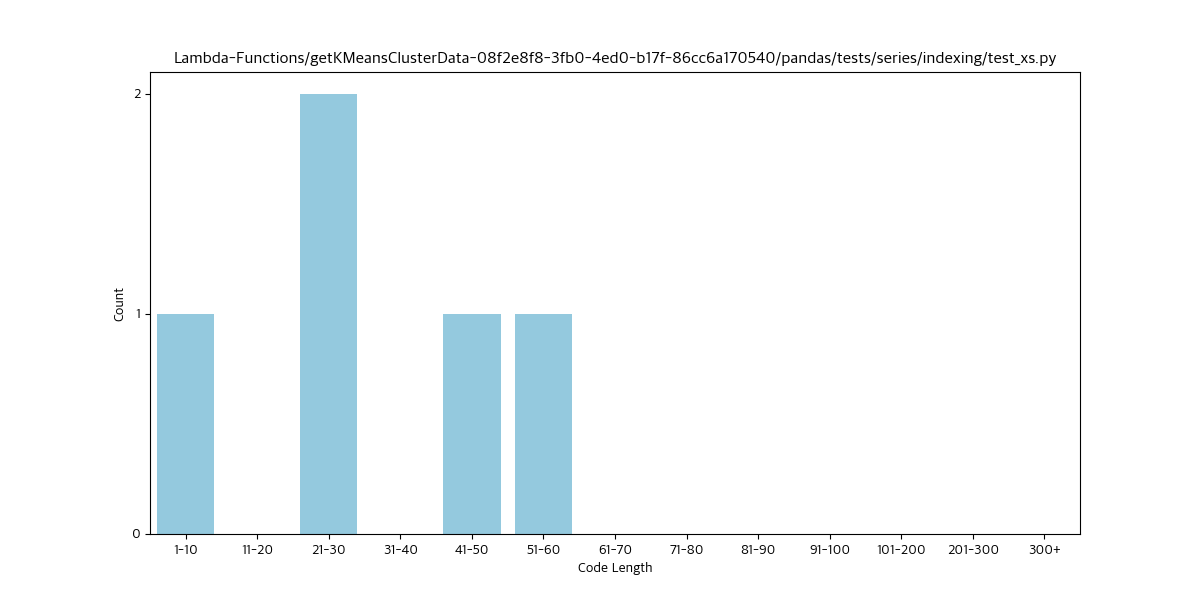 Lambda-Functions/getKMeansClusterData-08f2e8f8-3fb0-4ed0-b17f-86cc6a170540/pandas/tests/series/indexing/test_xs.py
2
1
0
Count
1-10 11-20 21-30 31-40 41-50 51-60 61-70 71-80 81-90 91-100 101-200 201-300 300+
Code Length